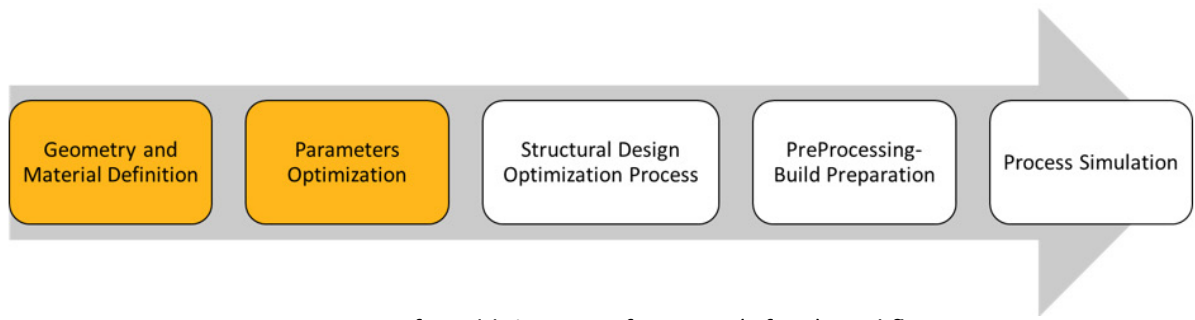 Geometry and
Material Definition
Parameters
Optimization
Structural Design
Optimization Process
PreProcessing-
Build Preparation
Process Simulation